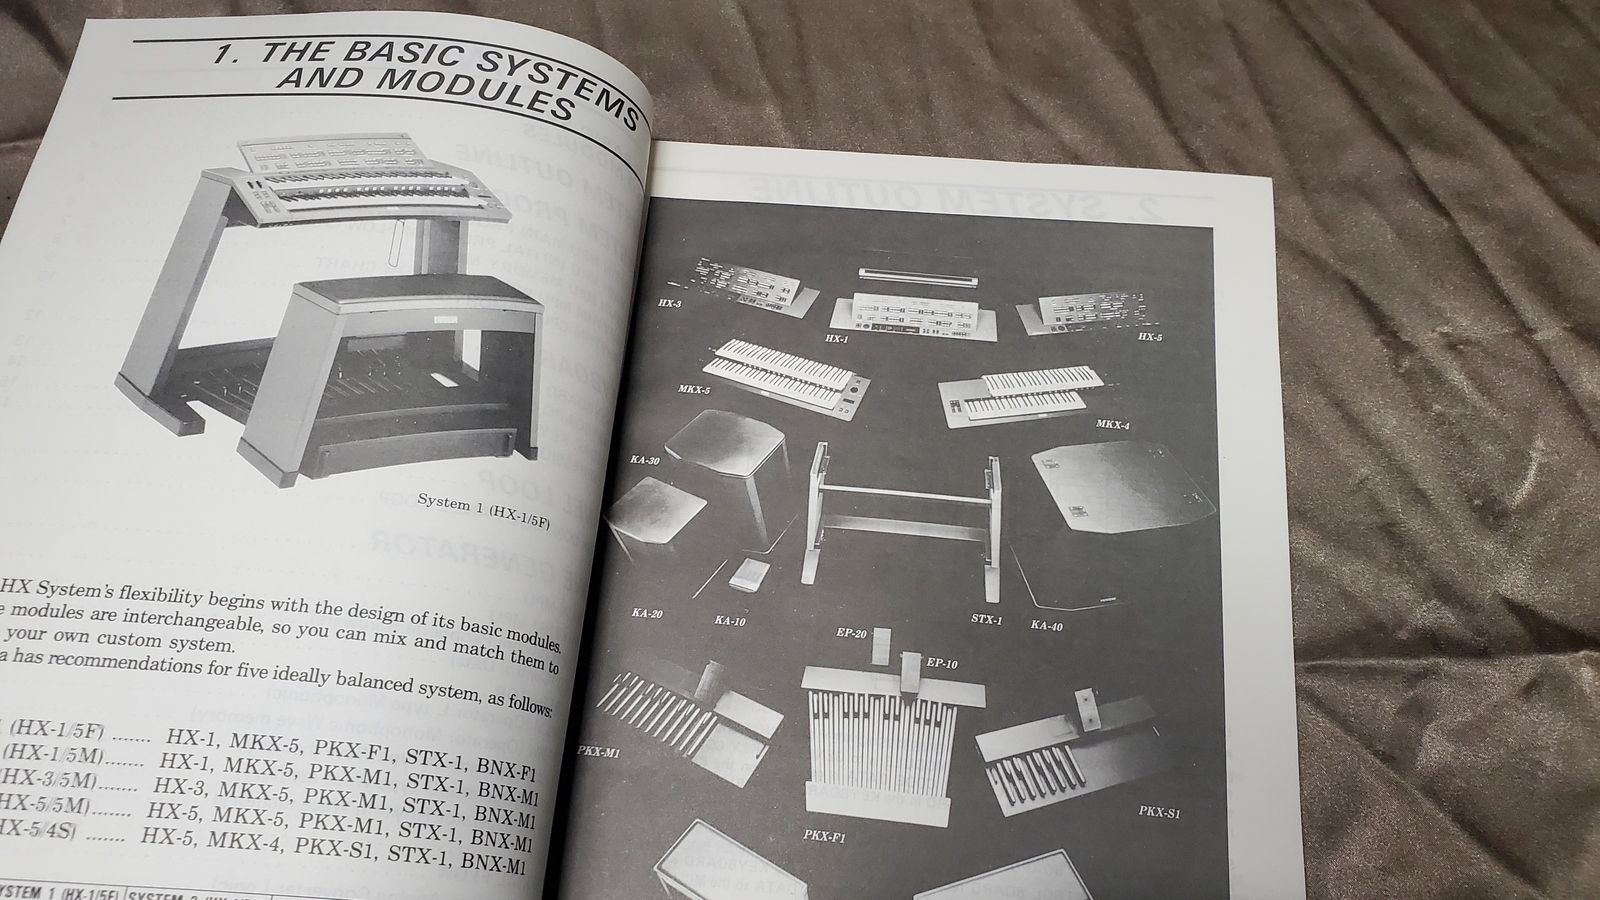 1. THE BASIC SYSTEMS
AND MODULES
System 1 (HX-1/5F)
HX System's flexibility begins with the design of its basic modules.
modules are interchangeable, so you can mix and match them to
your own custom system.
has recommendations for five ideally balanced system, as follows:
(HX-1/5F) ....... HX-1, MKX-5, PKX-F1, STX-1, BNX-F1
(HX-1/5M)....... HX-1, MKX-5, PKX-M1, STX-1, BNX-M1
(HX-3/5M)....... HX-3, MKX-5, PKX-M1, STX-1, BNX-M1
HX-5/5M)....... HX-5, MKX-5, PKX-M1, STX-1, BNX-M1
HX-5/4S) ....... HX-5, MKX-4, PKX-S1, STX-1, BNX-M1
YSTEM 1 (HX-1/5F) SYSTEM
2. SYSTEM OUTLINE
HX-3
HX-1
HX-5
MKX-5
MKX-4
KA-30
KA-20
KA-10
STX-1
KA-40
EP-20
EP-10
PKX-M1
PKX-F1
PKX-S1